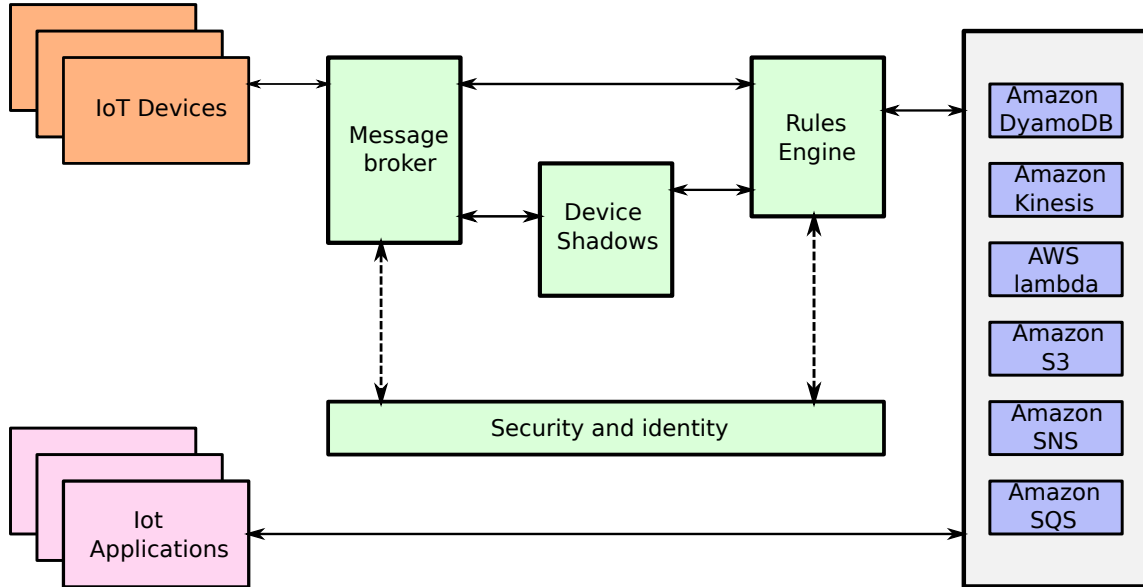 IoT Devices
Message
broker
Rules
Engine
Device
Shadows
Security and identity
Iot
Applications
Amazon
DyamoDB
Amazon
Kinesis
AWS
lambda
Amazon
S3
Amazon
SNS
Amazon
SQS